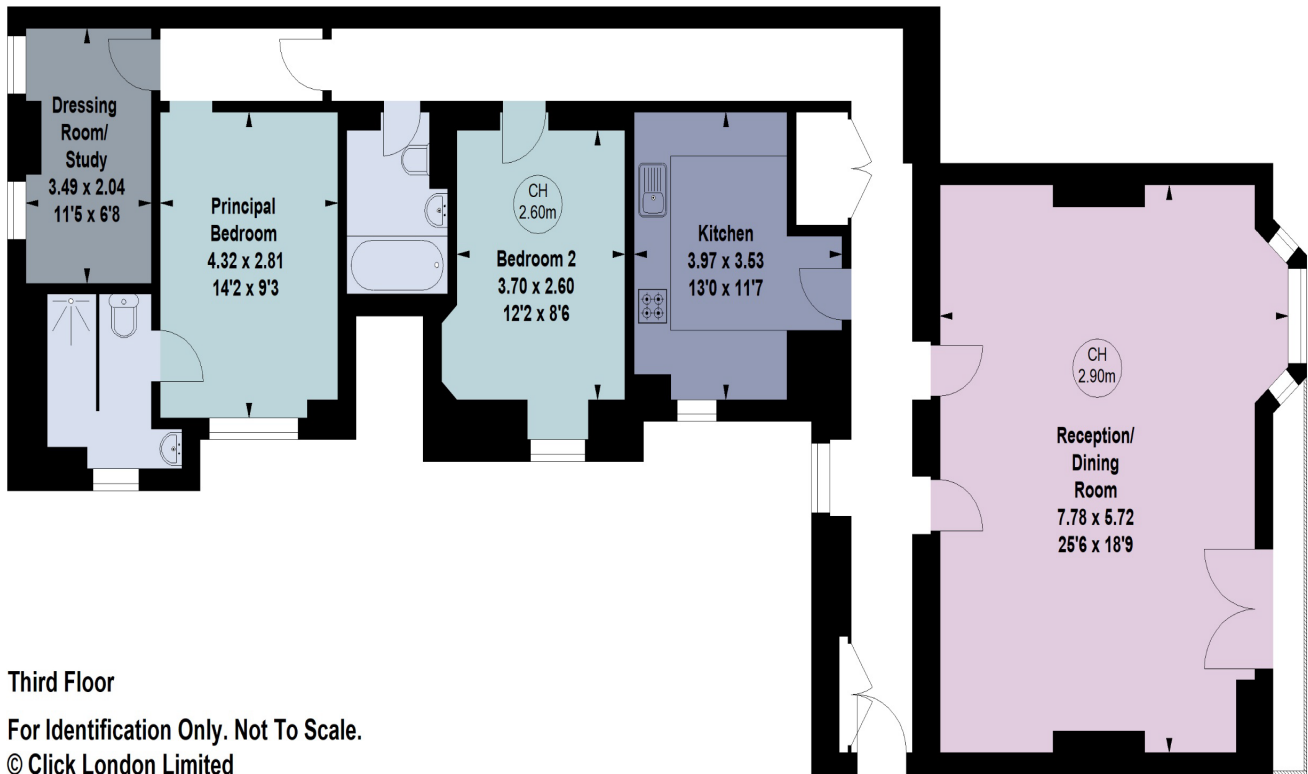 Dressing
Room/
Study
3.49 x 2.04
11'5 x 6'8
Principal
Bedroom
4.32 x 2.81
14'2 x 9'3
CH
2.60m
Bedroom 2
3.70 x 2.60
12'2 x 8'6
Kitchen
3.97 x 3.53
13'0 x 11'7
CH
2.90m
Reception/
Dining
Room
7.78 x 5.72
25'6 x 18'9
Third Floor
For Identification Only. Not To Scale.
© Click London Limited